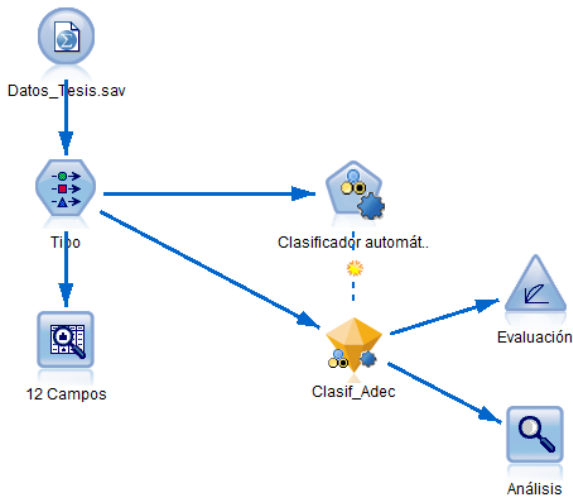 Datos_Tesis.sav
Tipo
Clasificador automát..
Evaluación
12 Campos
Clasif_Adec
Análisis